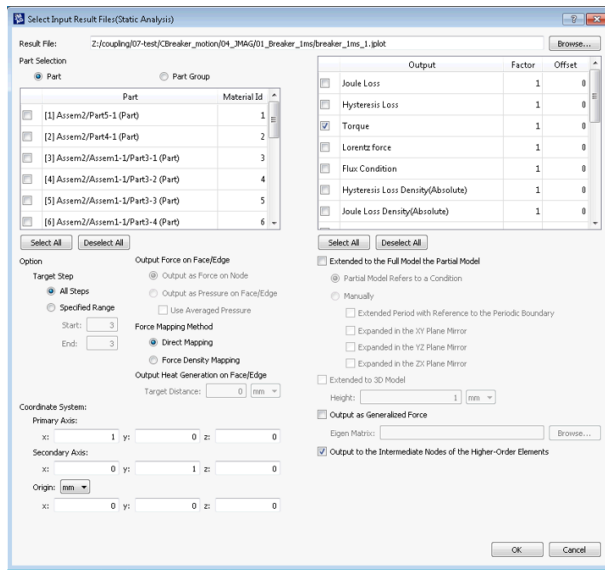 Select Input Result Files(Static Analysis)
Result File: Z:/coupling/07-test/CBreaker_motion/04_JMAG/01_Breaker_1ms/breaker_1ms_1.jplot Browse...
Part Selection
Part Part Group
Part Material Id
[1] Assem2/Part5-1 (Part) 1
[2] Assem2/Part4-1 (Part) 2
[3] Assem2/Assem1-1/Part3-1 (Part) 3
[4] Assem2/Assem1-1/Part3-2 (Part) 4
[5] Assem2/Assem1-1/Part3-3 (Part) 5
[6] Assem2/Assem1-1/Part3-4 (Part) 6
Select All Deselect All
Option
Target Step
All Steps
Specified Range
Start: 3
End: 3
Output Force on Face/Edge
Output as Force on Node
Output as Pressure on Face/Edge
Use Averaged Pressure
Force Mapping Method
Direct Mapping
Force Density Mapping
Output Heat Generation on Face/Edge
Target Distance: 0 mm
Coordinate System:
Primary Axis:
x: 1 y: 0 z: 0
Secondary Axis:
x: 0 y: 1 z: 0
Origin: mm
x: 0 y: 0 z: 0
Output Factor Offset
Joule Loss 1 0
Hysteresis Loss 1 0
Torque 1 0
Lorentz force 1 0
Flux Condition 1 0
Hysteresis Loss Density(Absolute) 1 0
Joule Loss Density(Absolute) 1 0
Select All Deselect All
Extended to the Full Model the Partial Model
Partial Model Refers to a Condition
Manually
Extended Period with Reference to the Periodic Boundary
Expanded in the XY Plane Mirror
Expanded in the YZ Plane Mirror
Expanded in the ZX Plane Mirror
Extended to 3D Model
Height: 1 mm
Output as Generalized Force
Eigen Matrix: Browse...
Output to the Intermediate Nodes of the Higher-Order Elements
OK Cancel